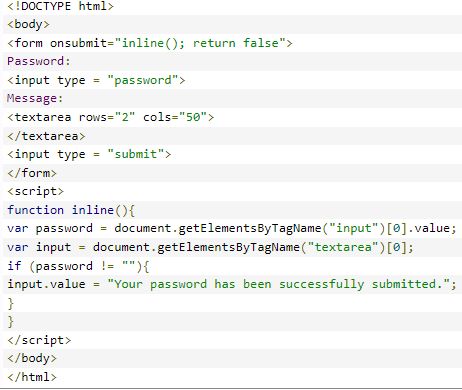 <!DOCTYPE html>
<body>
<form onsubmit="inline(); return false">
Password:
<input type = "password">
Message:
<textarea rows="2" cols="50">
</textarea>
<input type = "submit">
</form>
<script>
function inline(){
var password = document.getElementsByTagName("input")[0].value;
var input = document.getElementsByTagName("textarea")[0];
if (password != ""){
input.value = "Your password has been successfully submitted.";
}
}
</script>
</body>
</html>